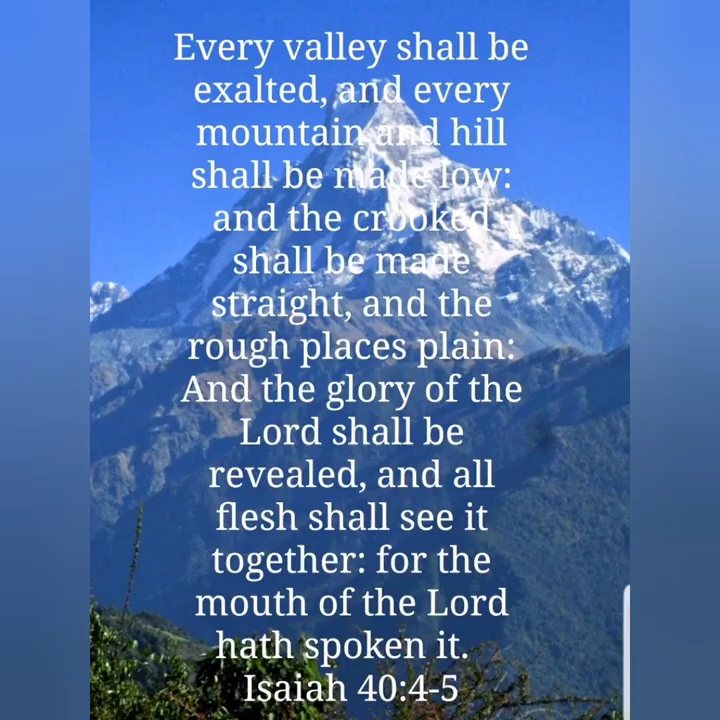 Every valley shall be
exalted, and every
mountain and hill
shall be made low:
and the crooked
shall be made
straight, and the
rough places plain:
And the glory of the
Lord shall be
revealed, and all
flesh shall see it
together: for the
mouth of the Lord
hath spoken it.
Isaiah 40:4-5